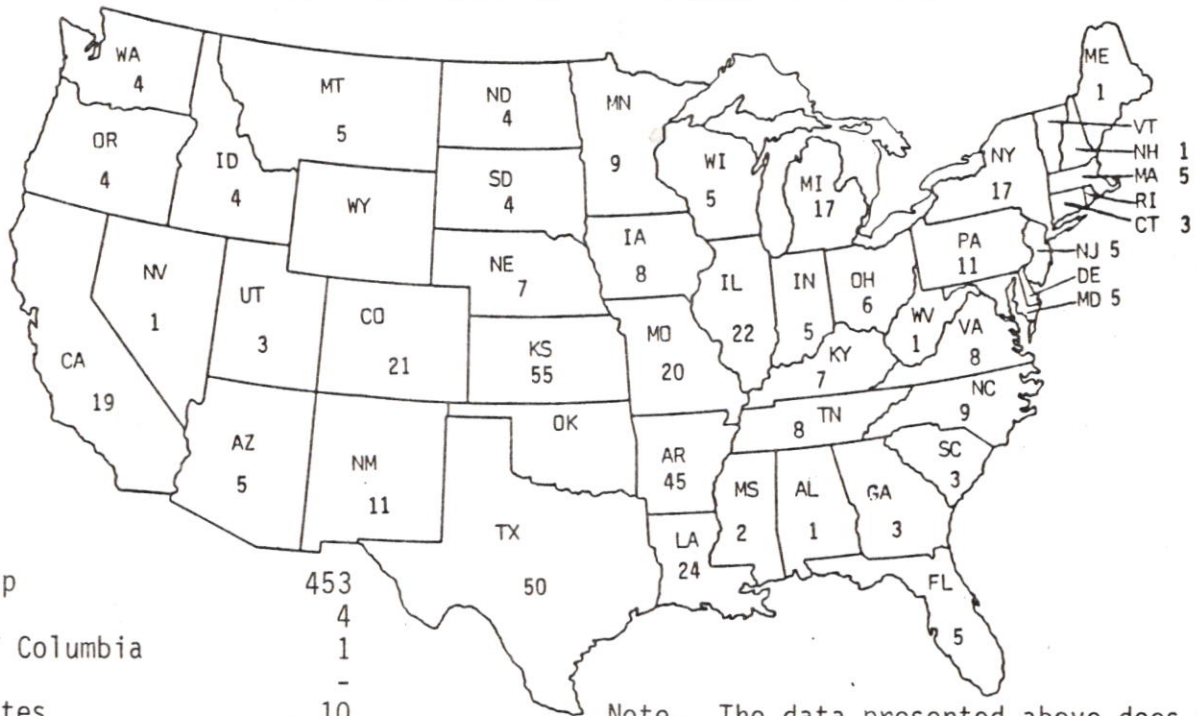 WA
4
MT
5
ND
4
MN
9
ME
1
OR
4
ID
4
SD
4
WI
5
MI
17
NY
17
VT
NH 1
MA 5
RI
CT 3
WY
IA
8
PA
11
NJ 5
DE
MD 5
NV
1
UT
3
CO
21
NE
7
KS
55
MO
20
IL
22
IN
5
OH
6
WV
1
VA
8
KY
7
CA
19
AZ
5
NM
11
OK
AR
45
TN
8
NC
9
SC
3
MS
2
AL
1
GA
3
TX
50
LA
24
FL
5
p 453
4
Columbia 1
-
tes 10
Note The data presented above does